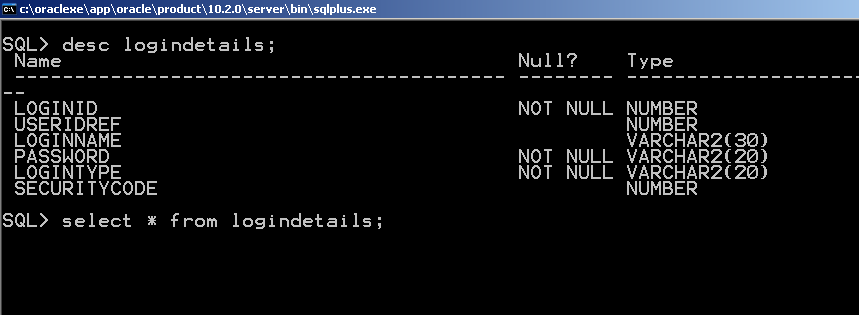 c:\oraclexe\app\oracle\product\10.2.0\server\bin\sqlplus.exe
SQL> desc logindetails;
Name Null? Type
----------------------------------------- -------- --------------------
--
LOGINID NOT NULL NUMBER
USERIDREF NUMBER
LOGINNAME VARCHAR2(30)
PASSWORD NOT NULL VARCHAR2(20)
LOGINTYPE NOT NULL VARCHAR2(20)
SECURITYCODE NUMBER
SQL> select * from logindetails;